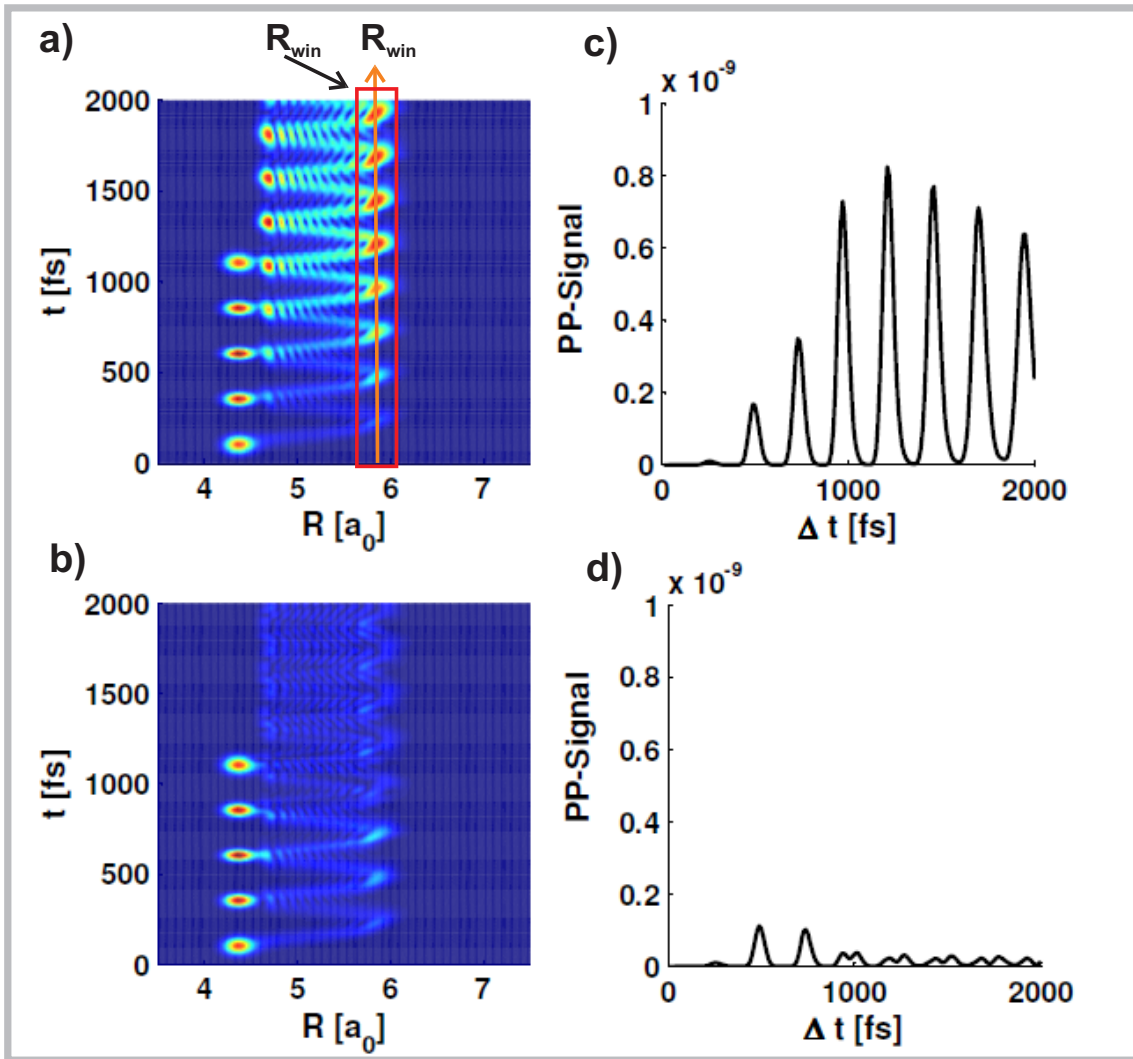 a)
R_win R_win
2000
1500
1000
500
0
t [fs]
4 5 6 7
R [a_0]
c)
x 10^-9
1
0.8
0.6
0.4
0.2
0
PP-Signal
0 1000 2000
Δ t [fs]
b)
2000
1500
1000
500
0
t [fs]
4 5 6 7
R [a_0]
d)
x 10^-9
1
0.8
0.6
0.4
0.2
0
PP-Signal
0 1000 2000
Δ t [fs]